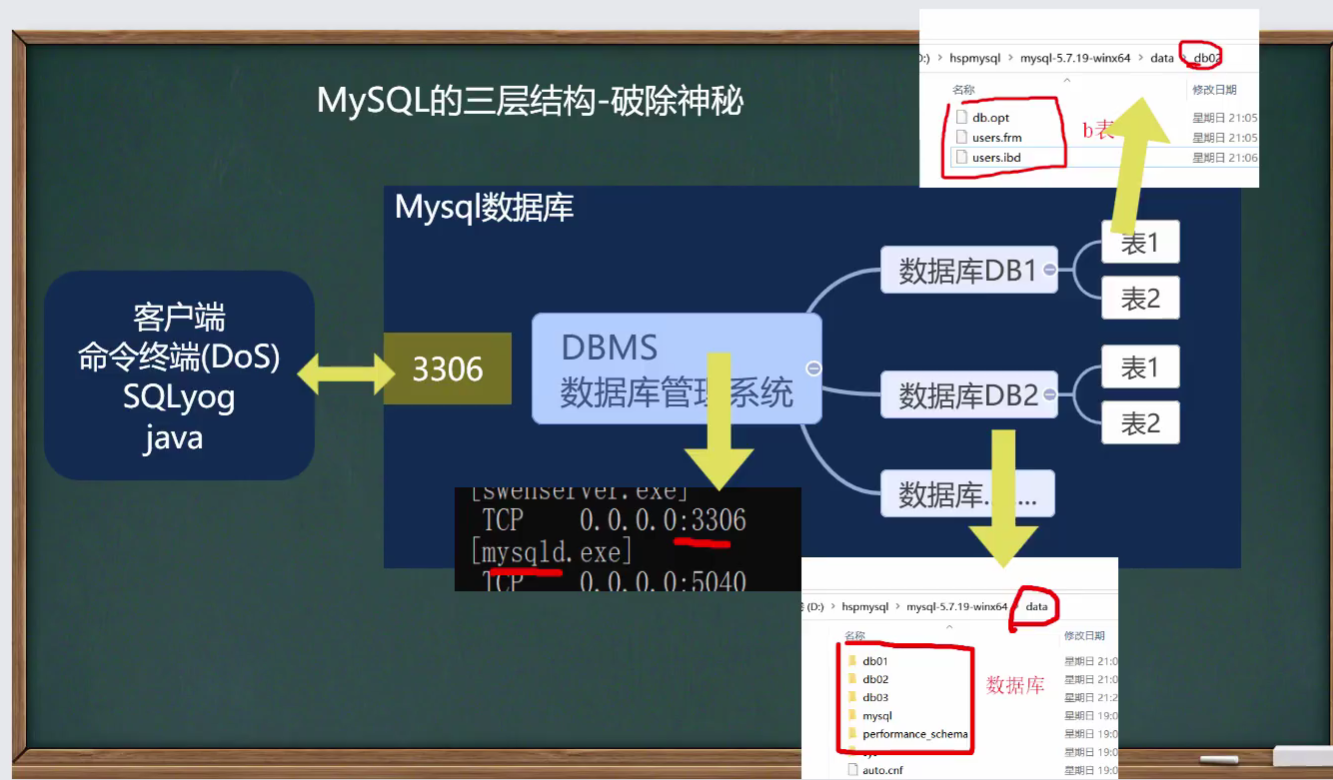 MySQL的三层结构-破除神秘
hspmysql > mysql-5.7.19-winx64 > data > db02
名称 修改日期
db.opt 星期日 21:05
users.frm 星期日 21:05
users.ibd 星期日 21:06
b表
Mysql数据库
客户端
命令终端(DoS)
SQLyog
java
3306
DBMS
数据库管理系统
数据库DB1
表1
表2
数据库DB2
表1
表2
数据库
[swenserver.exe]
TCP 0.0.0.0:3306
[mysqld.exe]
TCP 0.0.0.0:5040
(D:) > hspmysql > mysql-5.7.19-winx64 > data
名称 修改日期
db01 星期日 21:0
db02 星期日 21:0
db03 星期日 21:2
mysql 星期日 19:0
performance_schema 星期日 19:0
星期日 19:0
auto.cnf 星期日 19:0
数据库